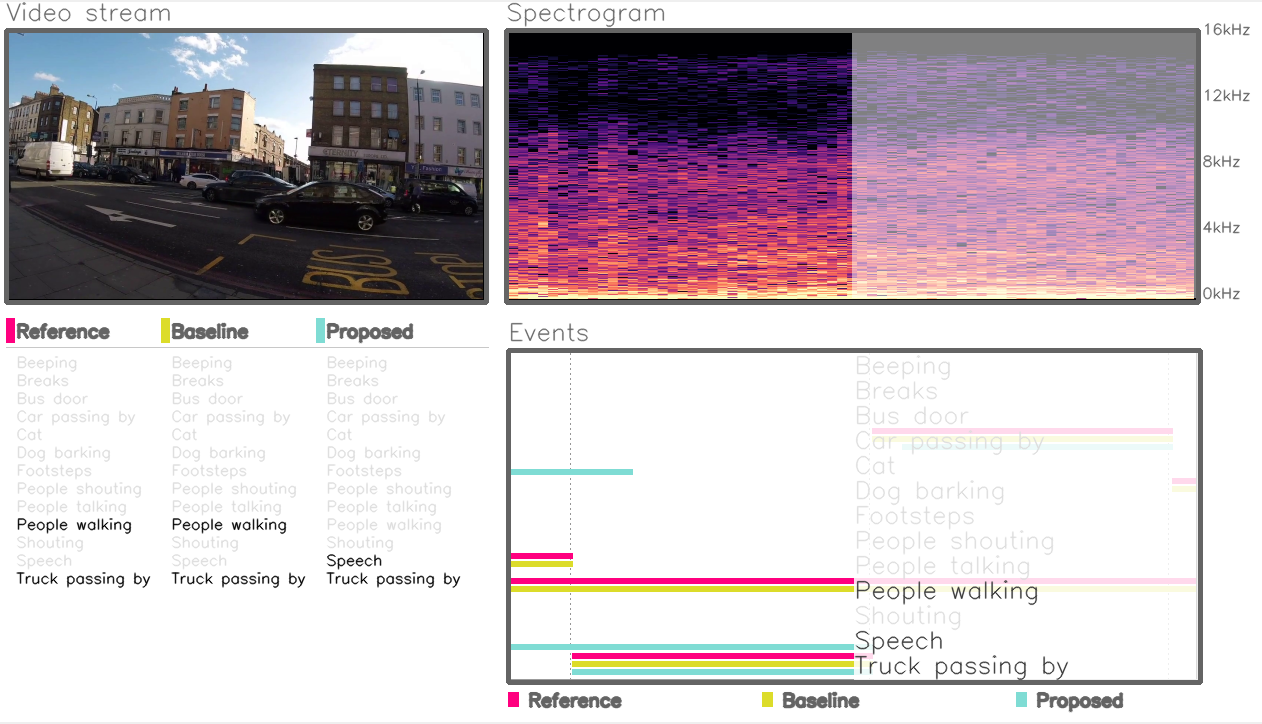 Video stream
Spectrogram
16kHz
12kHz
8kHz
4kHz
0kHz
ETERNITY
BUS
Reference Baseline Proposed
Beeping Beeping Beeping
Breaks Breaks Breaks
Bus door Bus door Bus door
Car passing by Car passing by Car passing by
Cat Cat Cat
Dog barking Dog barking Dog barking
Footsteps Footsteps Footsteps
People shouting People shouting People shouting
People talking People talking People talking
People walking People walking People walking
Shouting Shouting Shouting
Speech Speech Speech
Truck passing by Truck passing by Truck passing by
Events
Beeping
Breaks
Bus door
Car passing by
Cat
Dog barking
Footsteps
People shouting
People talking
People walking
Shouting
Speech
Truck passing by
Reference Baseline Proposed